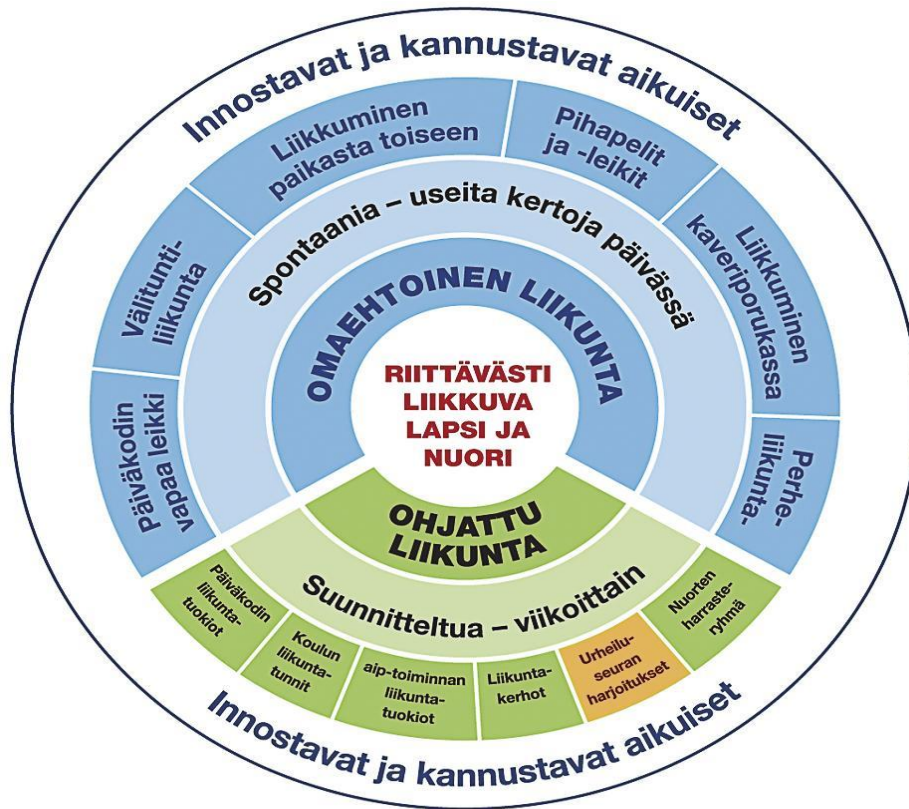 Innostavat ja kannustavat aikuiset
Liikkuminen
paikasta toiseen
Pihapelit
ja -leikit
Välitunti-
liikunta
Liikkuminen
kaveriporukassa
Päiväkodin
vapaa leikki
Perhe-
liikunta-
Spontaania – useita kertoja päivässä
OMAEHTOINEN LIIKUNTA
RIITTÄVÄSTI
LIIKKUVA
LAPSI JA
NUORI
OHJATTU
LIIKUNTA
Suunniteltua – viikoittain
Päiväkodin
liikunta-
tuokiot
Koulun
liikunta-
tunnit
aip-toiminnan
liikunta-
tuokiot
Liikunta-
kerhot
Urheilu-
seuran
harjoitukset
Nuorten
harraste-
ryhmä
Innostavat ja kannustavat aikuiset